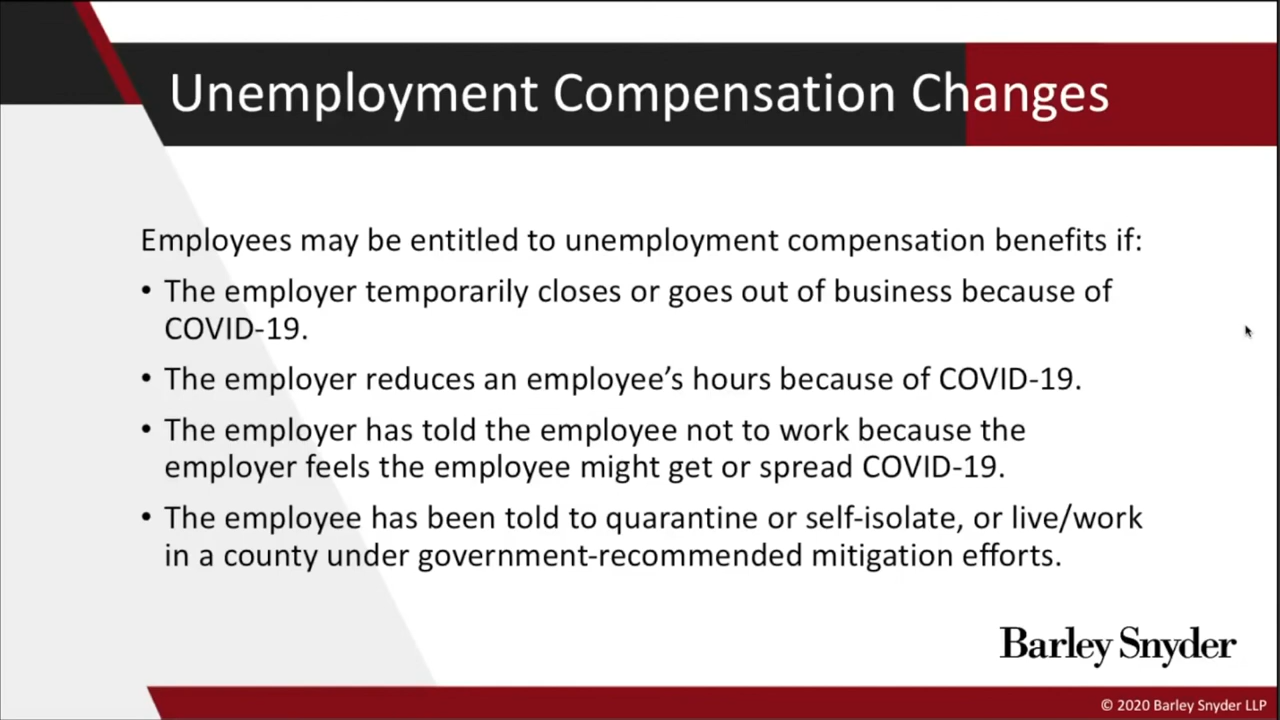 Unemployment Compensation Changes
Employees may be entitled to unemployment compensation benefits if:
• The employer temporarily closes or goes out of business because of
COVID-19.
• The employer reduces an employee’s hours because of COVID-19.
• The employer has told the employee not to work because the
employer feels the employee might get or spread COVID-19.
• The employee has been told to quarantine or self-isolate, or live/work
in a county under government-recommended mitigation efforts.
Barley Snyder
© 2020 Barley Snyder LLP